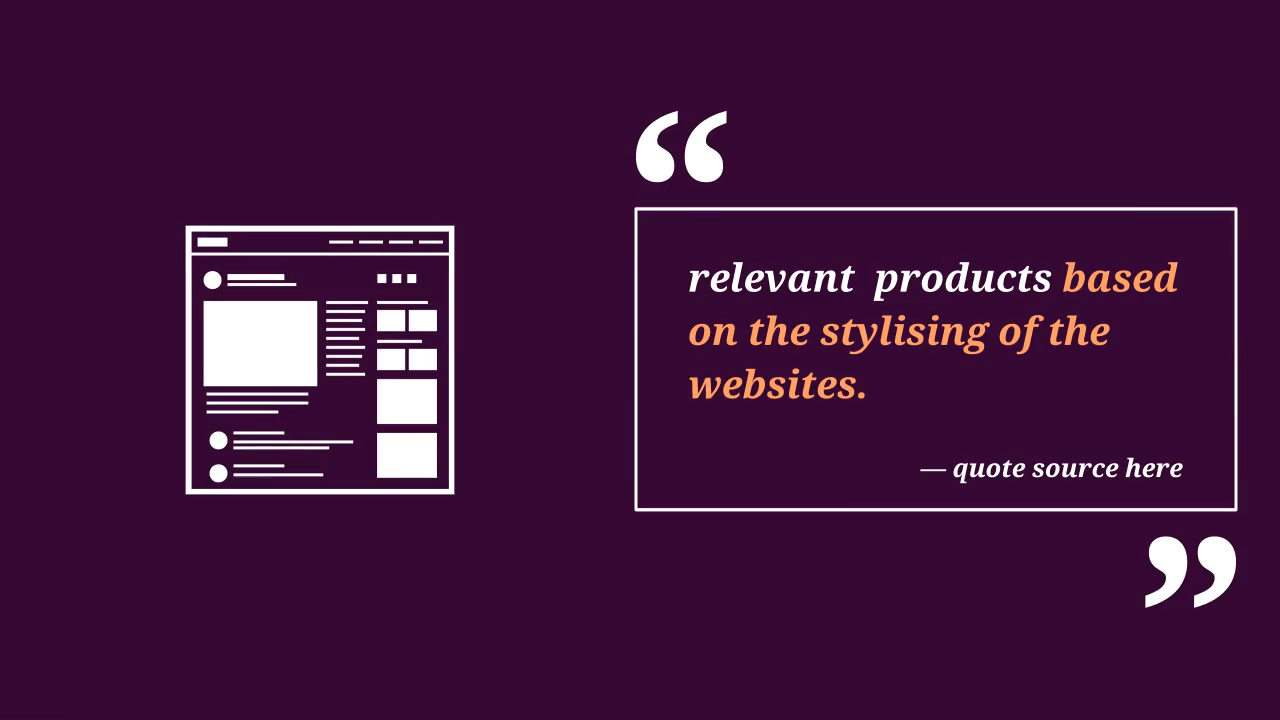 “
relevant  products based
on the stylising of the
websites.
— quote source here
”